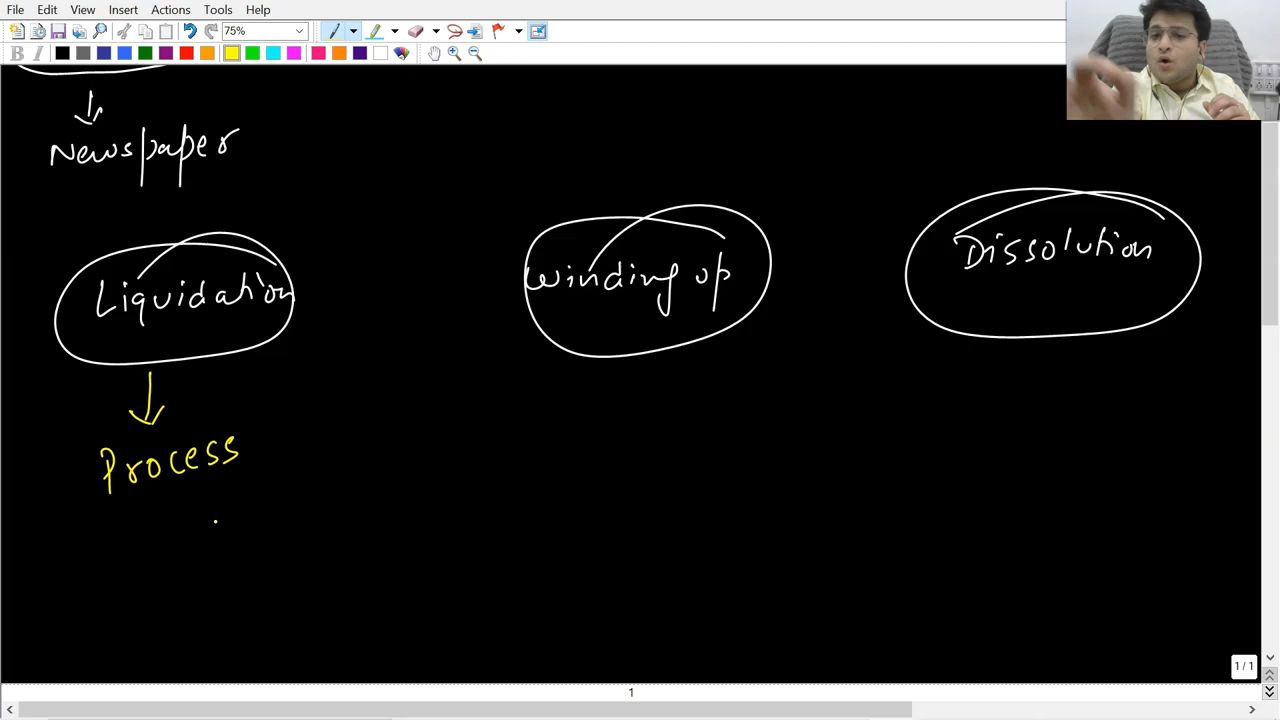 File Edit View Insert Actions Tools Help
75%
B I
Newspaper
Liquidation
Winding up
Dissolution
Process
1 / 1
1